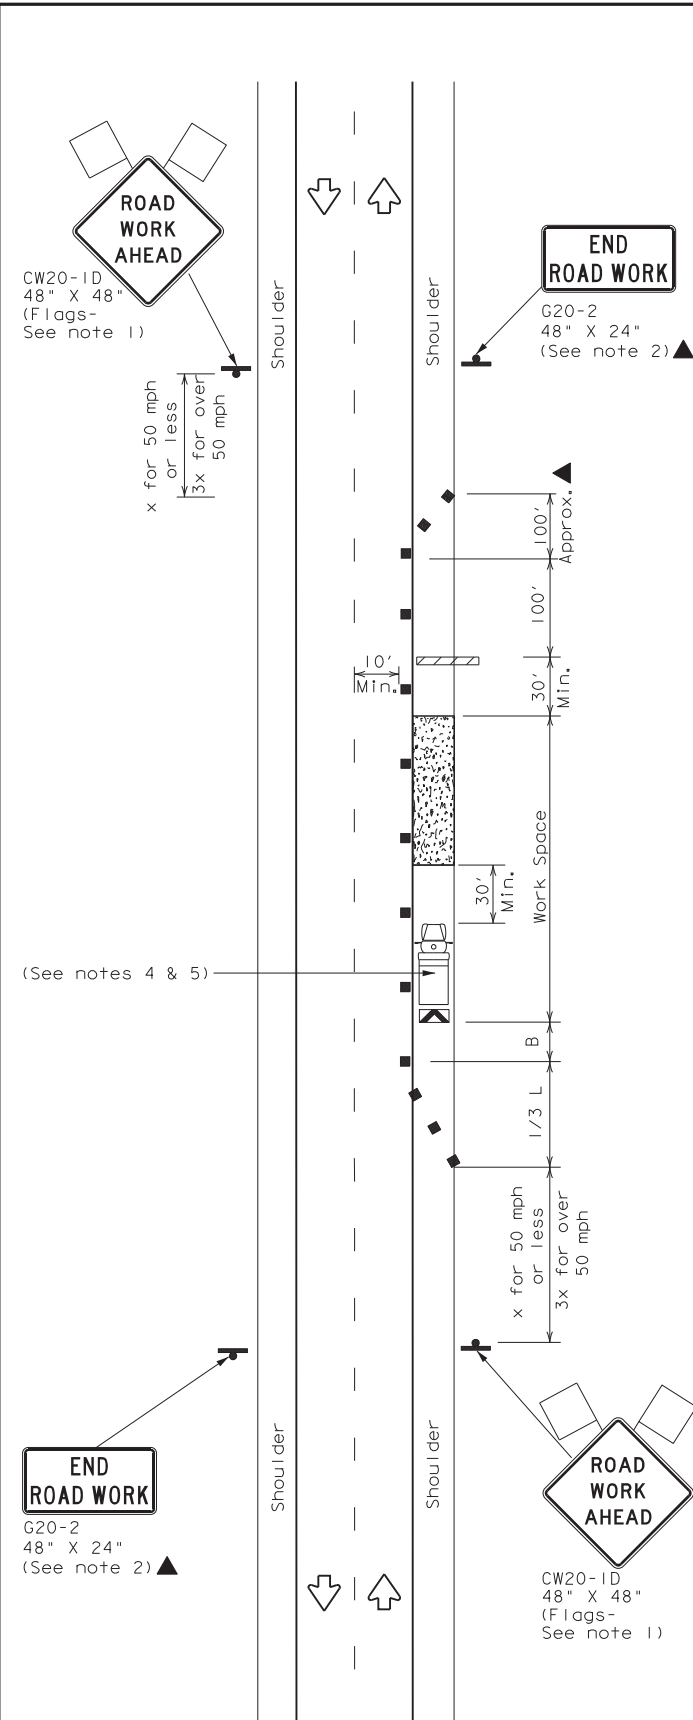 ROAD
WORK
AHEAD
CW20-1D
48" X 48"
(Flags-
See note 1)
END
ROAD WORK
G20-2
48" X 24"
(See note 2)
Shoulder
Shoulder
x for 50 mph
or less
3x for over
50 mph
100'
Approx.
100'
10'
Min.
30'
Min.
Work Space
30'
Min.
(See notes 4 & 5)
B
1/3 L
x for 50 mph
or less
3x for over
50 mph
END
ROAD WORK
G20-2
48" X 24"
(See note 2)
Shoulder
Shoulder
ROAD
WORK
AHEAD
CW20-1D
48" X 48"
(Flags-
See note 1)